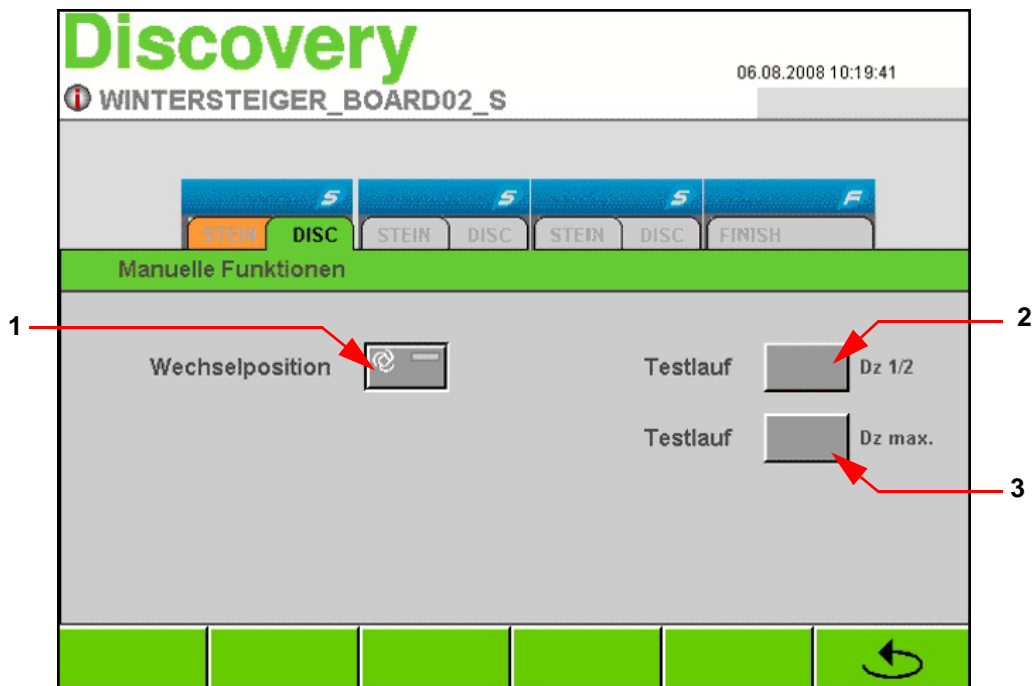 Discovery
06.08.2008 10:19:41
WINTERSTEIGER_BOARD02_S
S S S F
STEIN DISC STEIN DISC STEIN DISC FINISH
Manuelle Funktionen
1
2
Wechselposition
Testlauf Dz 1/2
Testlauf Dz max.
3